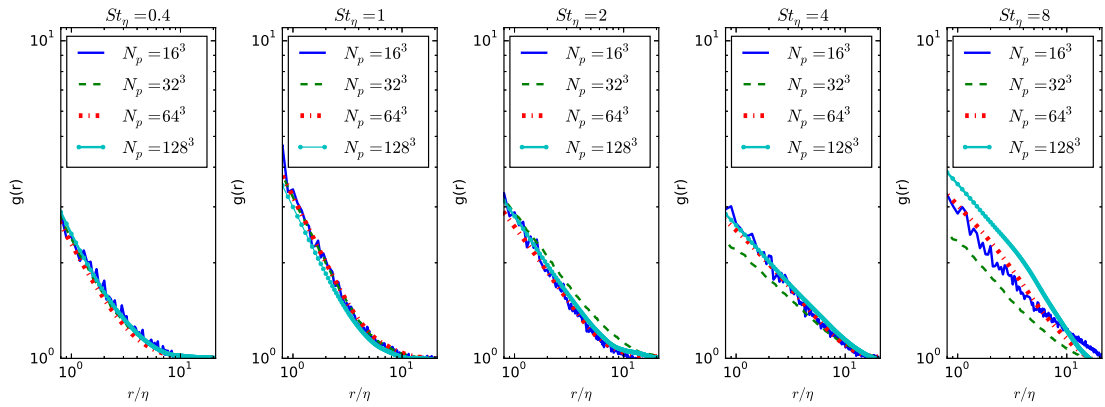 St_η = 0.4
10^1
N_p = 16^3
N_p = 32^3
N_p = 64^3
N_p = 128^3
g(r)
10^0
10^0 10^1
r/η
St_η = 1
10^1
N_p = 16^3
N_p = 32^3
N_p = 64^3
N_p = 128^3
g(r)
10^0
10^0 10^1
r/η
St_η = 2
10^1
N_p = 16^3
N_p = 32^3
N_p = 64^3
N_p = 128^3
g(r)
10^0
10^0 10^1
r/η
St_η = 4
10^1
N_p = 16^3
N_p = 32^3
N_p = 64^3
N_p = 128^3
g(r)
10^0
10^0 10^1
r/η
St_η = 8
10^1
N_p = 16^3
N_p = 32^3
N_p = 64^3
N_p = 128^3
g(r)
10^0
10^0 10^1
r/η